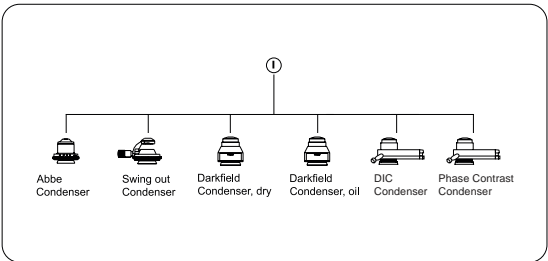 I
Abbe
Condenser
Swing out
Condenser
Darkfield
Condenser, dry
Darkfield
Condenser, oil
DIC
Condenser
Phase Contrast
Condenser